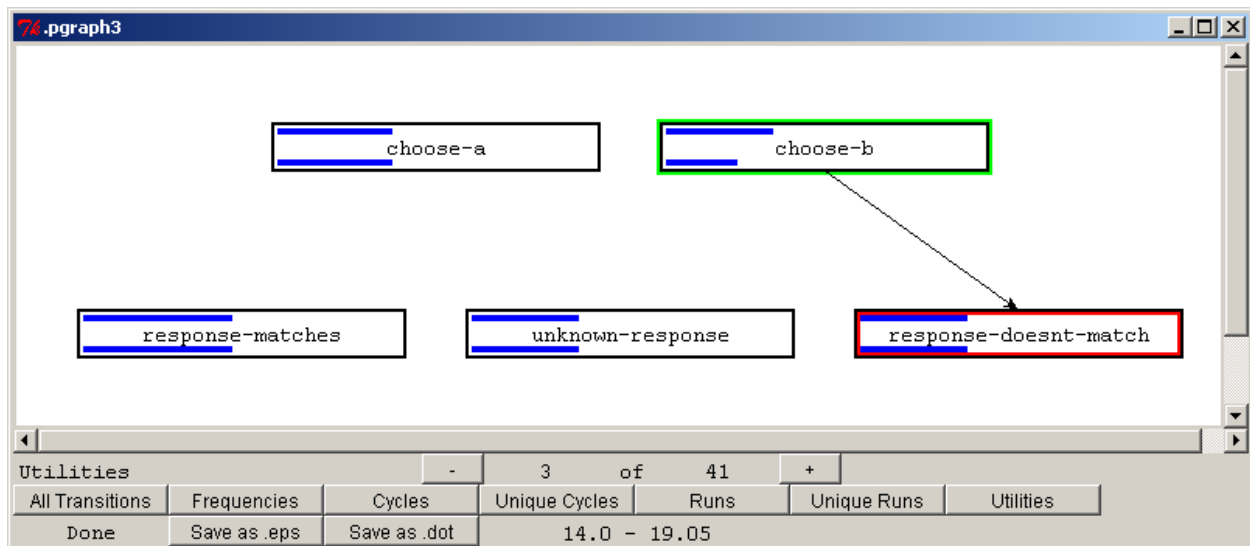 .pgraph3
choose-a choose-b
response-matches unknown-response response-doesnt-match
Utilities - 3 of 41 +
All Transitions Frequencies Cycles Unique Cycles Runs Unique Runs Utilities
Done Save as .eps Save as .dot 14.0 - 19.05